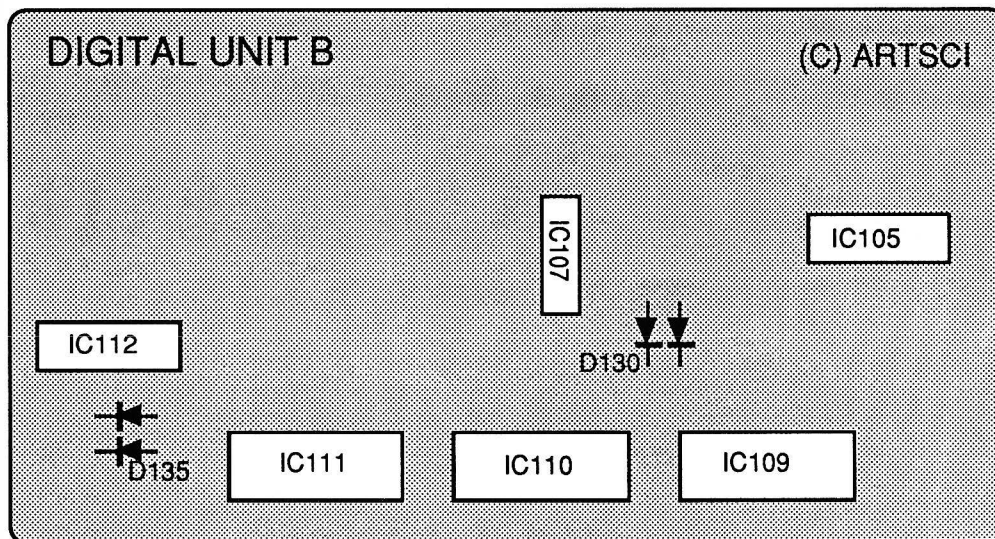 DIGITAL UNIT B
(C) ARTSCI
IC107
IC105
IC112
D130
D135
IC111
IC110
IC109